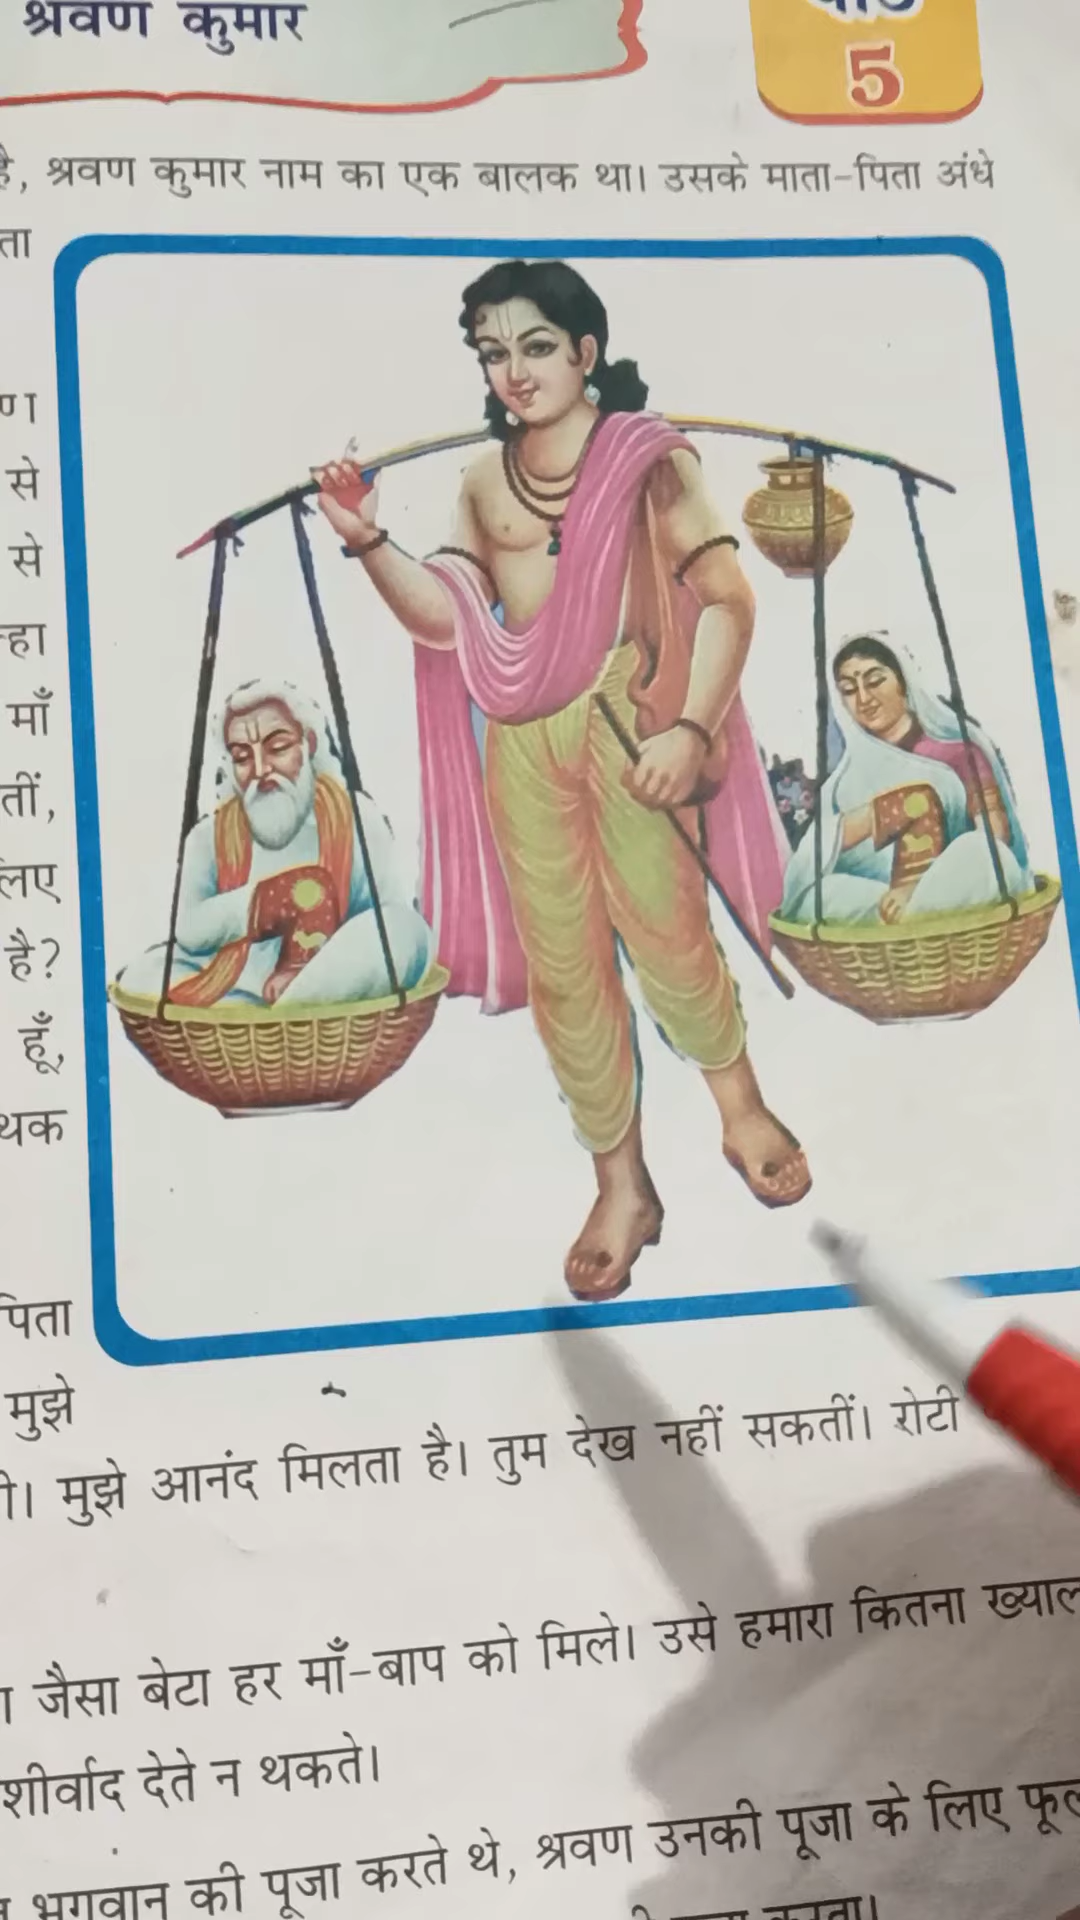 श्रवण कुमार
5
है, श्रवण कुमार नाम का एक बालक था। उसके माता-पिता अंधे
ता
से
से
माँ
तीं,
है?
हूँ,
थक
पिता
मुझे
मुझे आनंद मिलता है। तुम देख नहीं सकतीं। रोटी
जैसा बेटा हर माँ-बाप को मिले। उसे हमारा कितना ख्याल
शीर्वाद देते न थकते।
भगवान की पूजा करते थे, श्रवण उनकी पूजा के लिए फूल